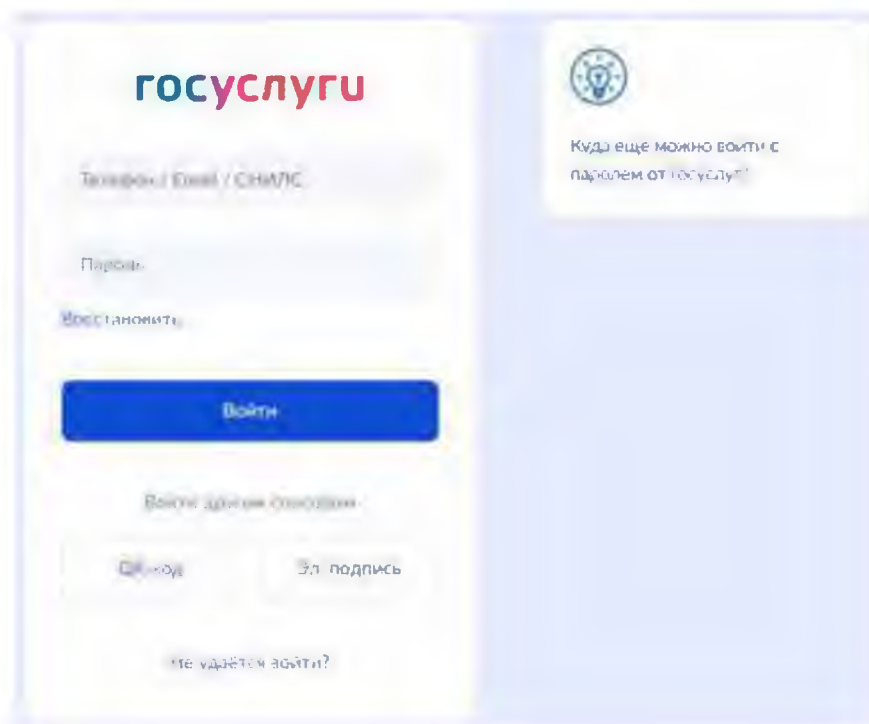 госуслуги
Телефон / Email / СНИЛС
Пароль
Восстановить
Войти
Войти другим способом
QR-код
Эл. подпись
Не удаётся войти?
Куда еще можно войти с
паролем от госуслуг?